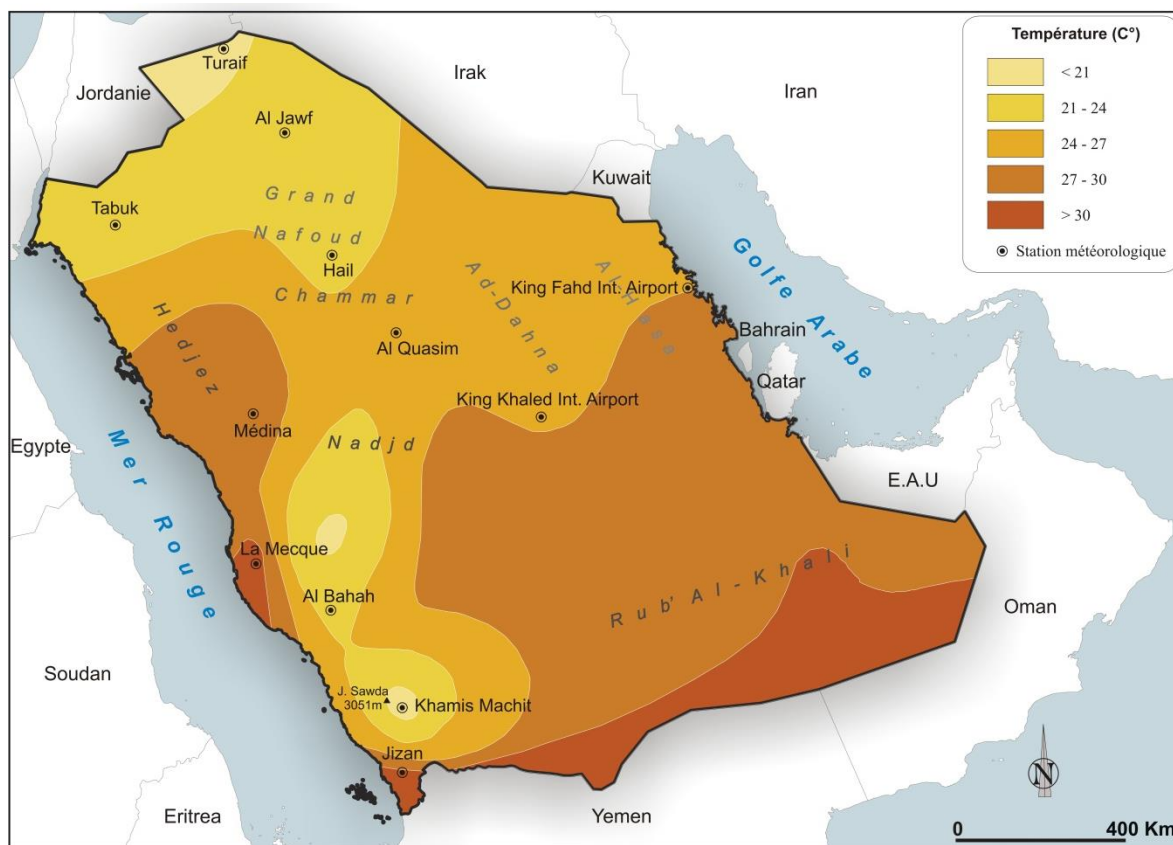 Température (C°)
< 21
21 - 24
24 - 27
27 - 30
> 30
Station météorologique
Turaif
Jordanie
Irak
Iran
Al Jawf
Kuwait
Grand
Nafoud
Tabuk
Hail
Golfe Arabe
Chammar
Ad-Dahna
Al-Hasa
King Fahd Int. Airport
Hedjez
Al Quasim
Bahrain
Qatar
King Khaled Int. Airport
Médina
Nadjd
Egypte
Mer Rouge
E.A.U
La Mecque
Al Bahah
Rub' Al-Khali
Oman
Soudan
J. Sawda
3051m
Khamis Machit
Jizan
Eritrea
Yemen
N
0 400 Km